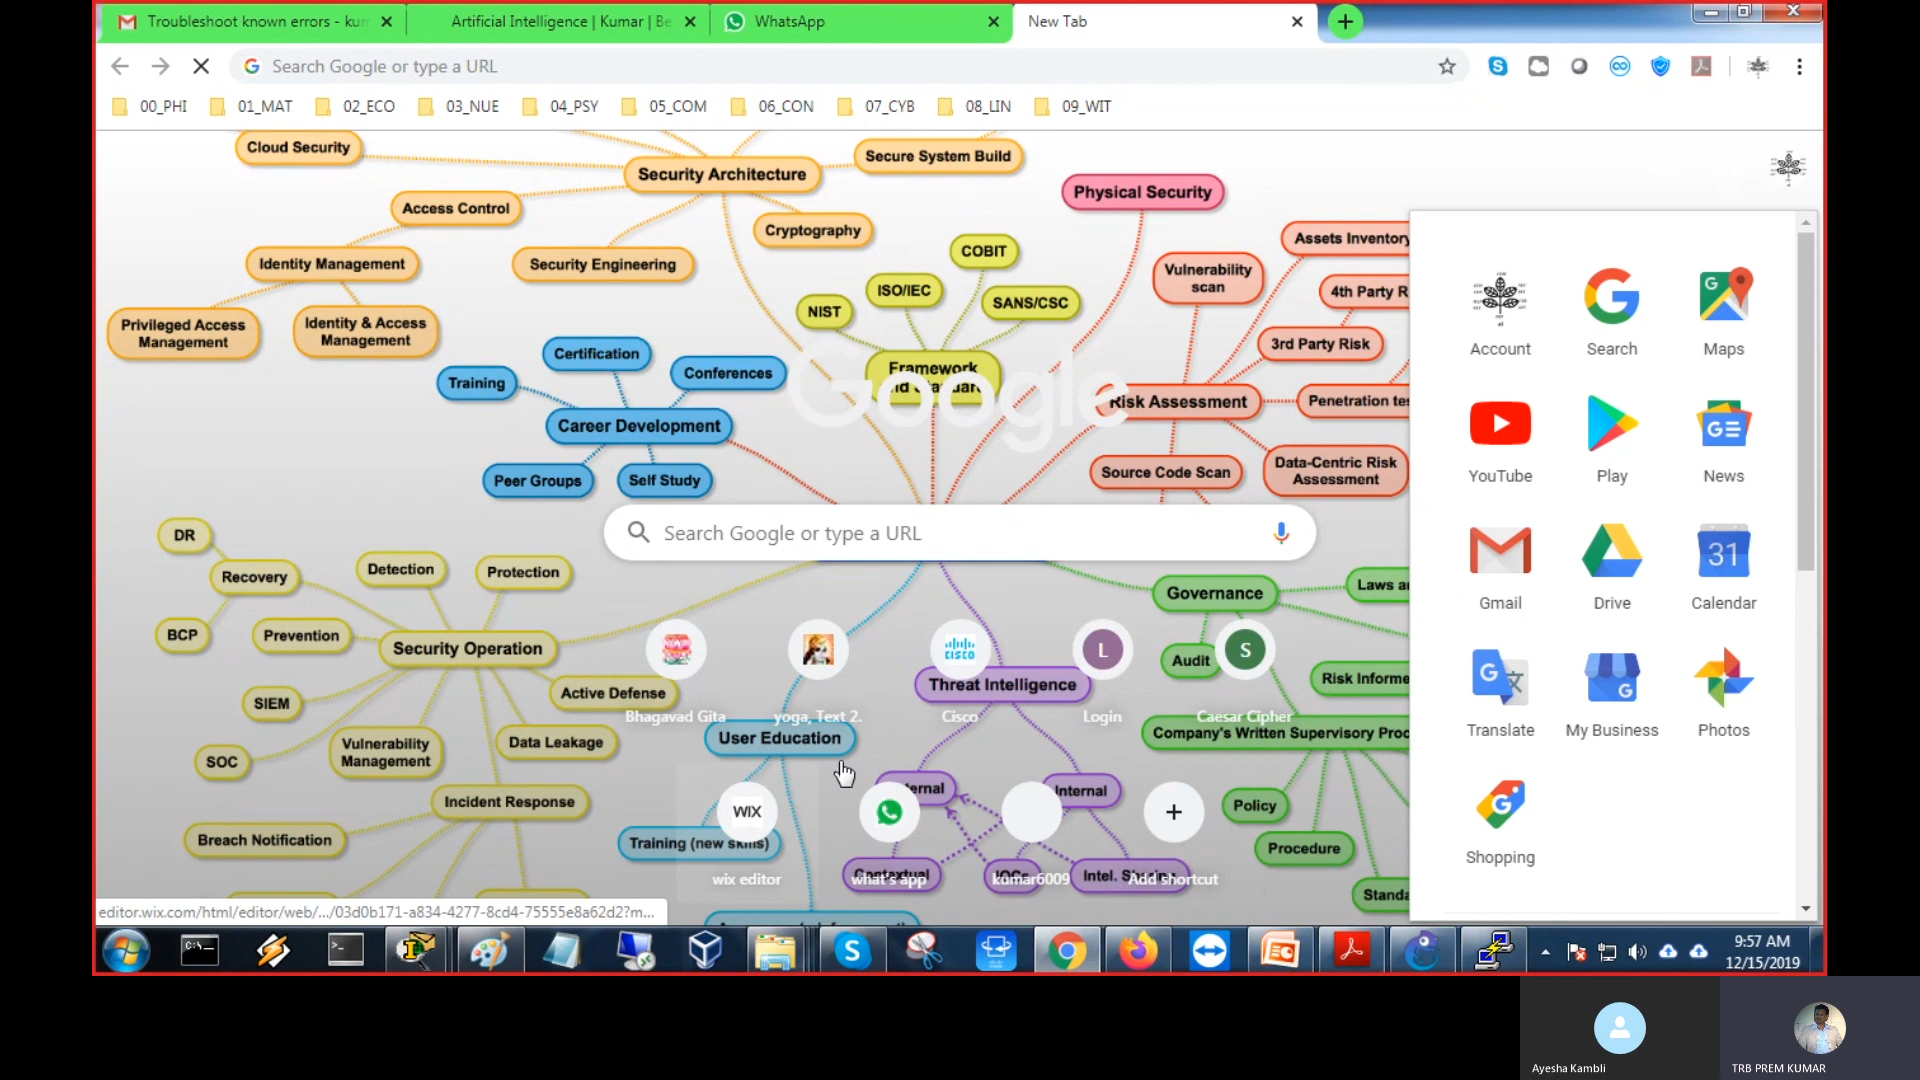 Troubleshoot known errors - kum
Artificial Intelligence | Kumar | Be
WhatsApp
New Tab
Search Google or type a URL
00_PHI
01_MAT
02_ECO
03_NUE
04_PSY
05_COM
06_CON
07_CYB
08_LIN
09_WIT
Cloud Security
Security Architecture
Secure System Build
Physical Security
Access Control
Cryptography
Identity Management
Security Engineering
Privileged Access
Management
Identity & Access
Management
COBIT
ISO/IEC
NIST
SANS/CSC
Framework
Google
Vulnerability
scan
Assets Inventory
4th Party R
3rd Party Risk
Risk Assessment
Penetration tes
Source Code Scan
Data-Centric Risk
Assessment
Certification
Training
Conferences
Career Development
Peer Groups
Self Study
Search Google or type a URL
DR
Recovery
Detection
Protection
BCP
Prevention
Security Operation
SIEM
Active Defense
SOC
Vulnerability
Management
Data Leakage
Incident Response
Breach Notification
Governance
Laws a
Audit
Risk Informe
Company's Written Supervisory Proc
Policy
Procedure
Standa
Threat Intelligence
User Education
Training (new skills)
ernal
Internal
Contextual
IOCs
Intel.
L
S
CISCO
Bhagavad Gita
yoga, Text 2.
Cisco
Login
Caesar Cipher
WIX
wix editor
what's app
kumar6009
Add shortcut
Account
Search
Maps
YouTube
Play
News
Gmail
Drive
31
Calendar
Translate
My Business
Photos
Shopping
editor.wix.com/html/editor/web/.../03d0b171-a834-4277-8cd4-75555e8a62d2?m...
9:57 AM
12/15/2019
Ayesha Kambli
TRB PREM KUMAR